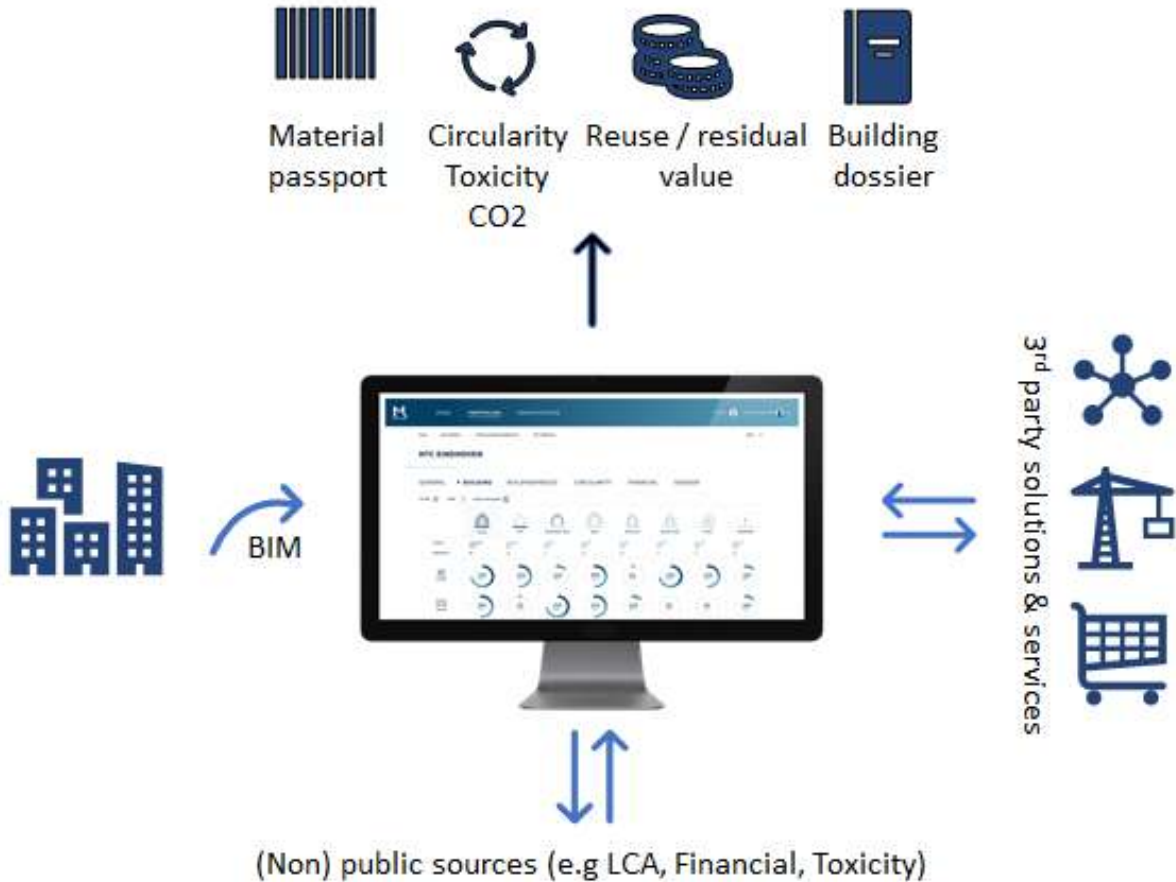 Material
passport
Circularity
Toxicity
CO2
Reuse / residual
value
Building
dossier
BIM
3rd party solutions & services
(Non) public sources (e.g LCA, Financial, Toxicity)